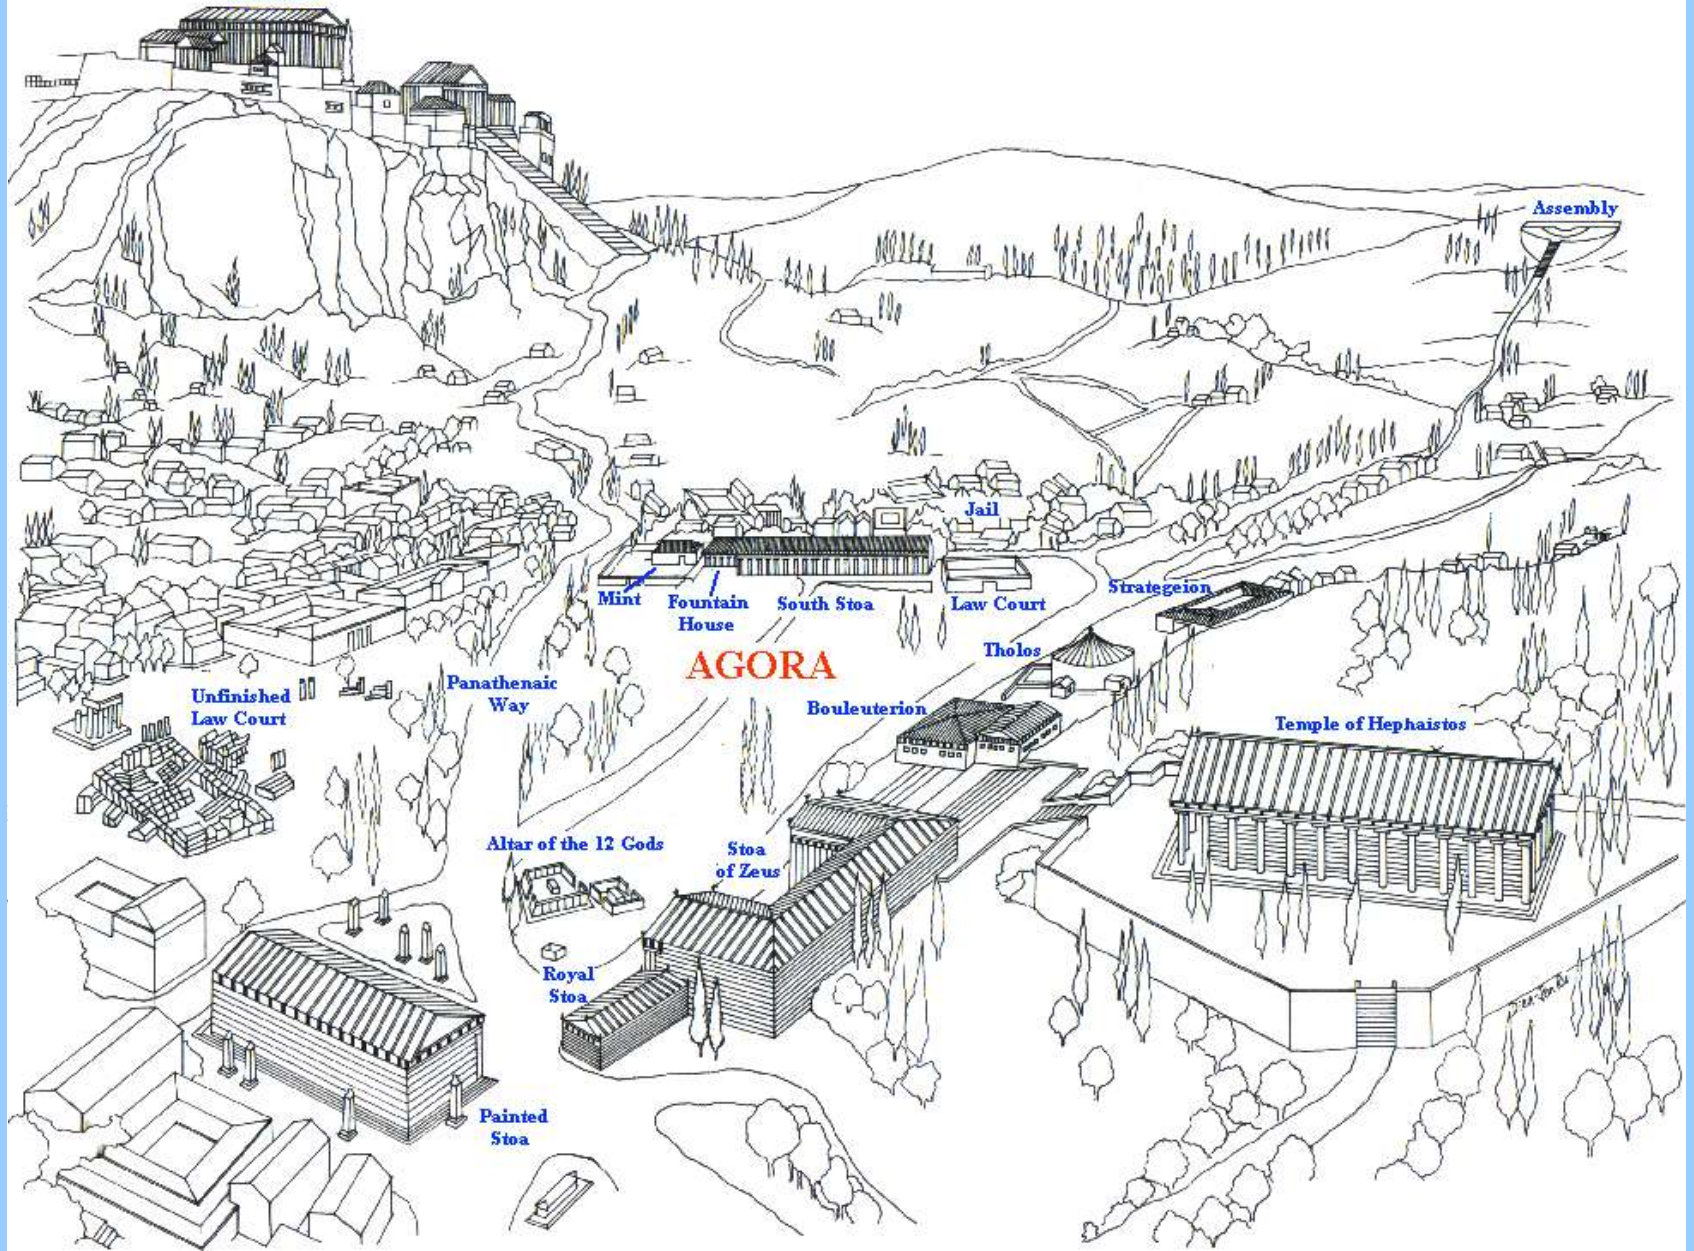 Assembly
Jail
Strategeion
Mint
Fountain
House
South Stoa
Law Court
Tholos
AGORA
Panathenaic
Way
Unfinished
Law Court
Bouleuterion
Temple of Hephaistos
Altar of the 12 Gods
Stoa
of Zeus
Royal
Stoa
Painted
Stoa